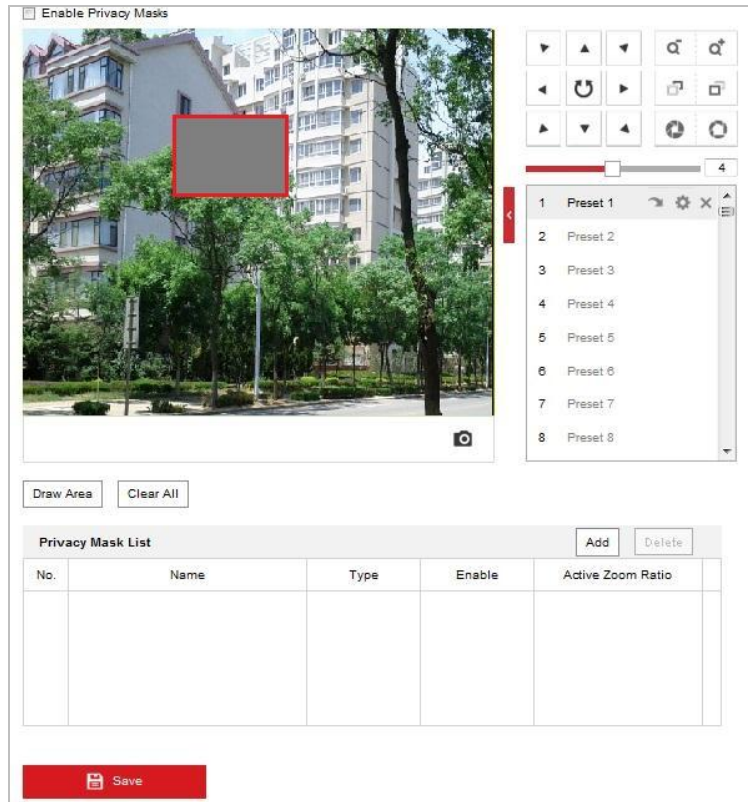 Enable Privacy Masks
4
1 Preset 1
2 Preset 2
3 Preset 3
4 Preset 4
5 Preset 5
6 Preset 6
7 Preset 7
8 Preset 8
Draw Area Clear All
Privacy Mask List Add Delete
No. Name Type Enable Active Zoom Ratio
Save